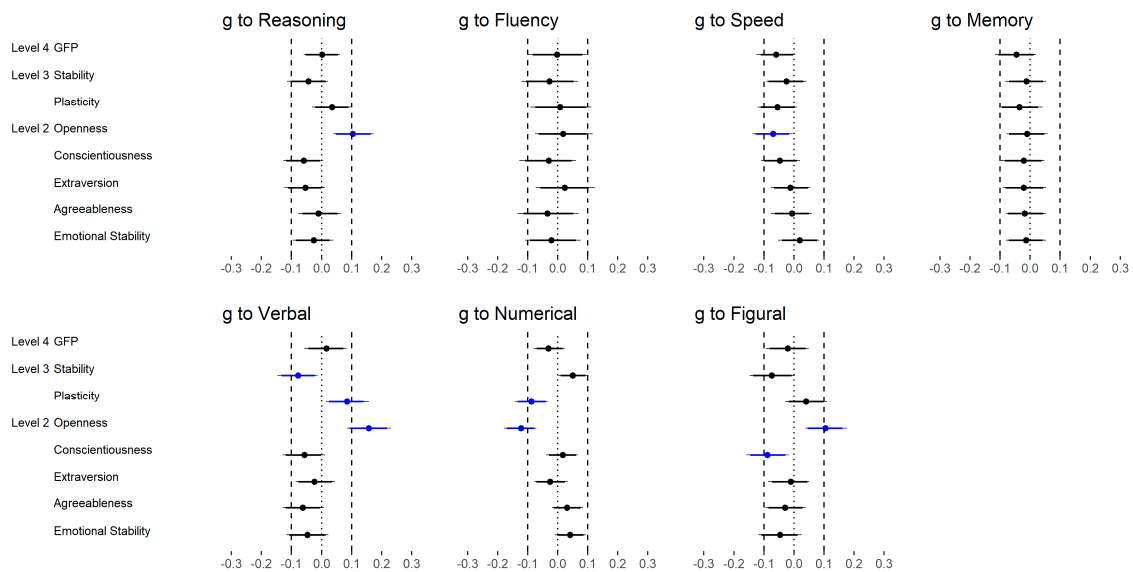 g to Reasoning g to Fluency g to Speed g to Memory
Level 4 GFP
Level 3 Stability
Plasticity
Level 2 Openness
Conscientiousness
Extraversion
Agreeableness
Emotional Stability
-0.3 -0.2 -0.1 0.0 0.1 0.2 0.3 -0.3 -0.2 -0.1 0.0 0.1 0.2 0.3 -0.3 -0.2 -0.1 0.0 0.1 0.2 0.3 -0.3 -0.2 -0.1 0.0 0.1 0.2 0.3
g to Verbal g to Numerical g to Figural
Level 4 GFP
Level 3 Stability
Plasticity
Level 2 Openness
Conscientiousness
Extraversion
Agreeableness
Emotional Stability
-0.3 -0.2 -0.1 0.0 0.1 0.2 0.3 -0.3 -0.2 -0.1 0.0 0.1 0.2 0.3 -0.3 -0.2 -0.1 0.0 0.1 0.2 0.3